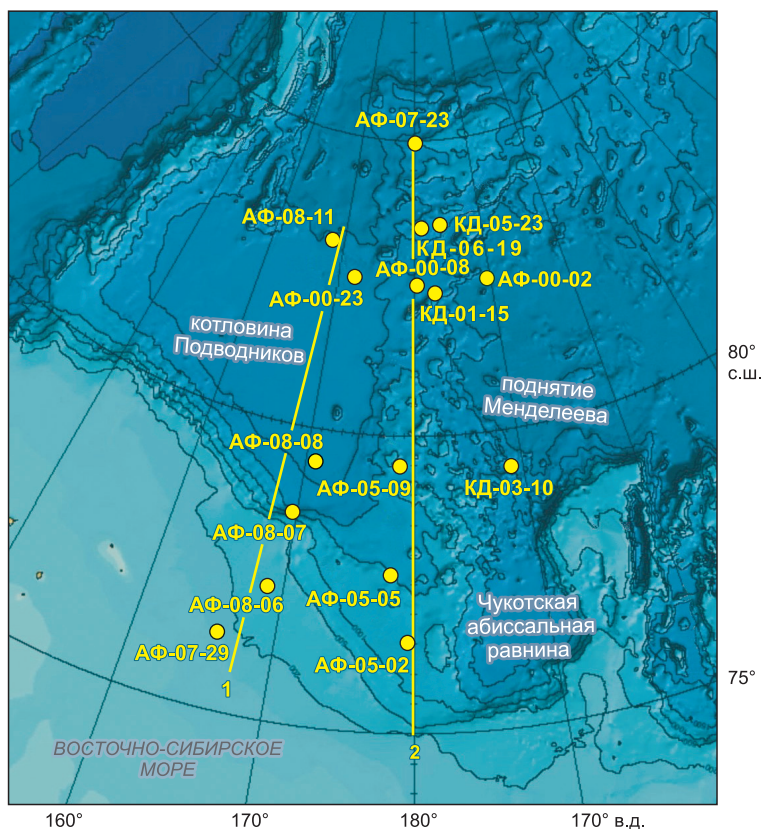 АФ-07-23
АФ-08-11
КД-05-23
КД-06-19
АФ-00-08
АФ-00-02
АФ-00-23
КД-01-15
котловина
Подводников
80°
с.ш.
поднятие
Менделеева
АФ-08-08
АФ-05-09
КД-03-10
АФ-08-07
АФ-08-06
АФ-05-05
Чукотская
абиссальная
равнина
АФ-07-29
АФ-05-02
75°
1
ВОСТОЧНО-СИБИРСКОЕ
МОРЕ
2
160°
170°
180°
170° в.д.